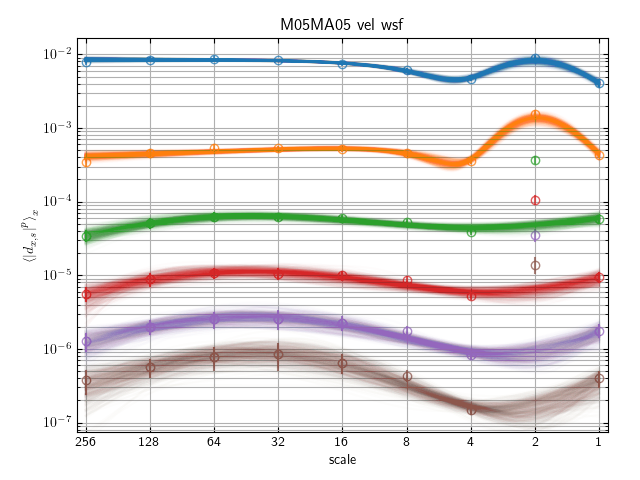 M05MA05 vel wsf
⟨|d_{x,s}|^p⟩_x
10^{-2}
10^{-3}
10^{-4}
10^{-5}
10^{-6}
10^{-7}
256 128 64 32 16 8 4 2 1
scale